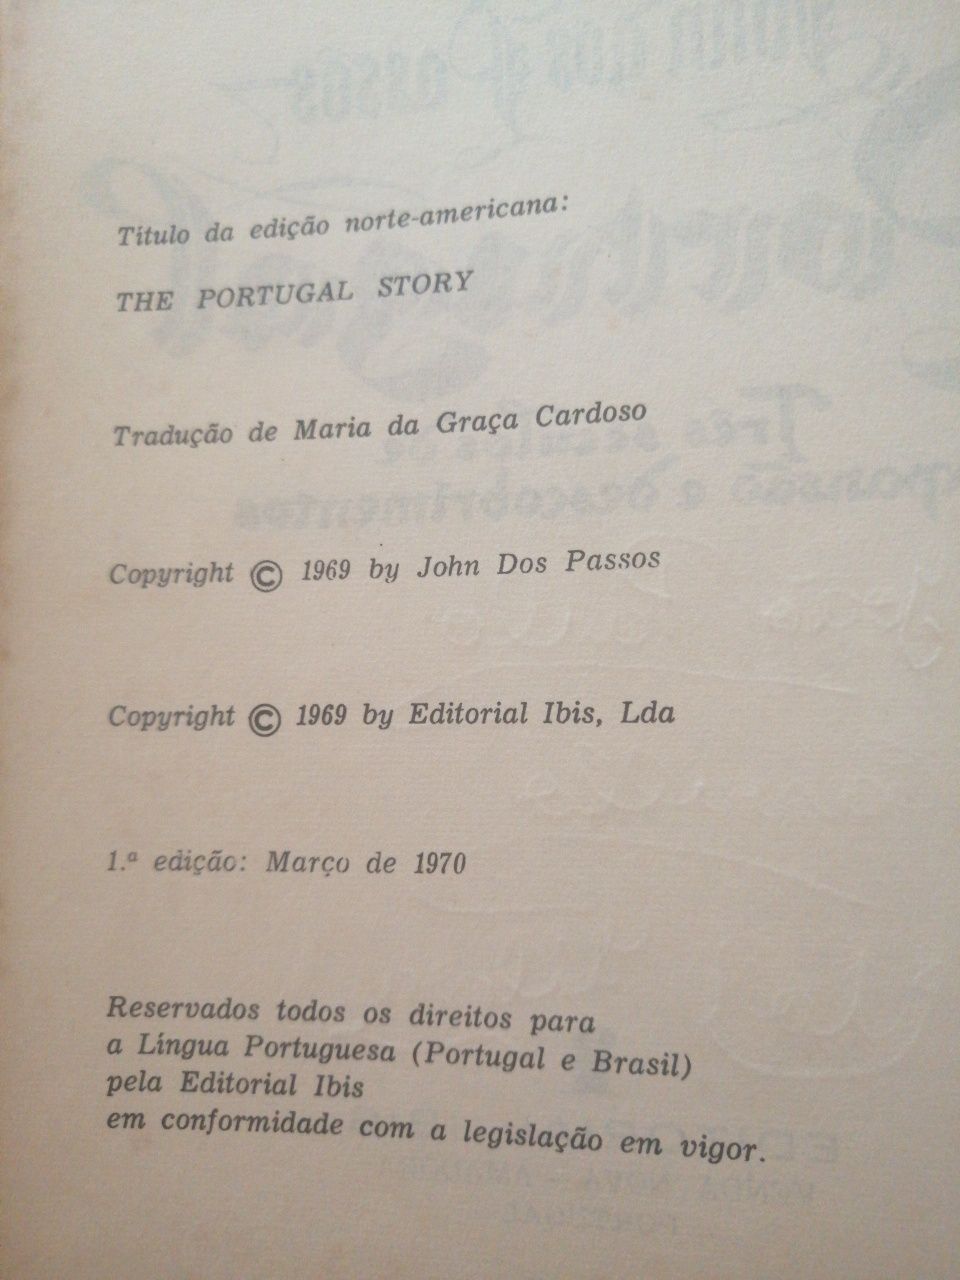 Título da edição norte-americana:
THE PORTUGAL STORY
Tradução de Maria da Graça Cardoso
Copyright © 1969 by John Dos Passos
Copyright © 1969 by Editorial Ibis, Lda
1.ª edição: Março de 1970
Reservados todos os direitos para
a Língua Portuguesa (Portugal e Brasil)
pela Editorial Ibis
em conformidade com a legislação em vigor.